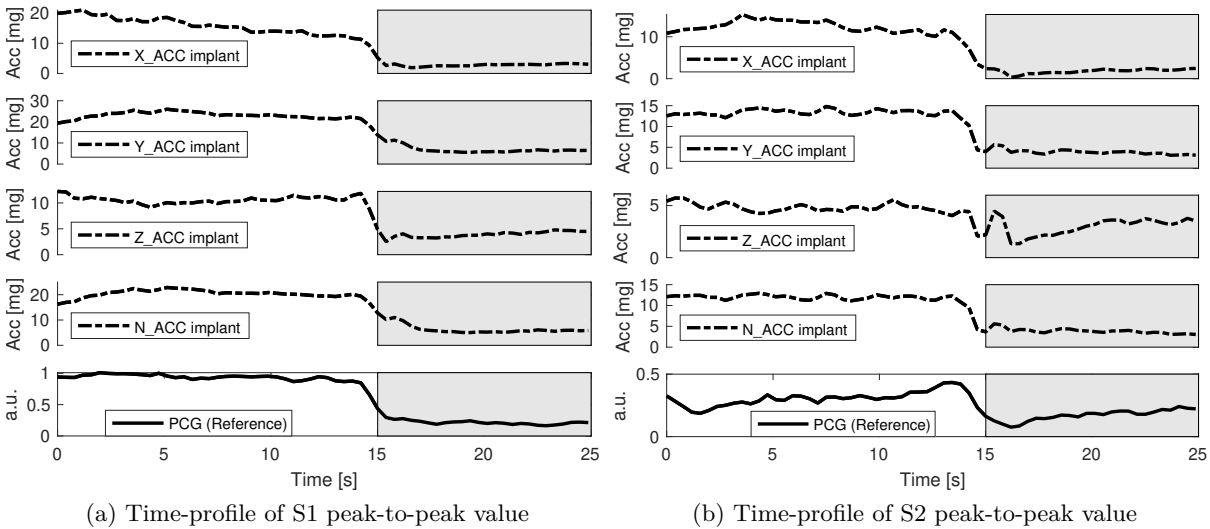 Acc [mg]
20
10
0
X_ACC implant
Acc [mg]
30
20
10
0
Y_ACC implant
Acc [mg]
10
5
0
Z_ACC implant
Acc [mg]
20
10
0
N_ACC implant
a.u.
1
0.5
0
PCG (Reference)
0 5 10 15 20 25
Time [s]
(a) Time-profile of S1 peak-to-peak value
Acc [mg]
10
0
X_ACC implant
Acc [mg]
15
10
5
0
Y_ACC implant
Acc [mg]
5
0
Z_ACC implant
Acc [mg]
15
10
5
0
N_ACC implant
a.u.
0.5
0
PCG (Reference)
0 5 10 15 20 25
Time [s]
(b) Time-profile of S2 peak-to-peak value